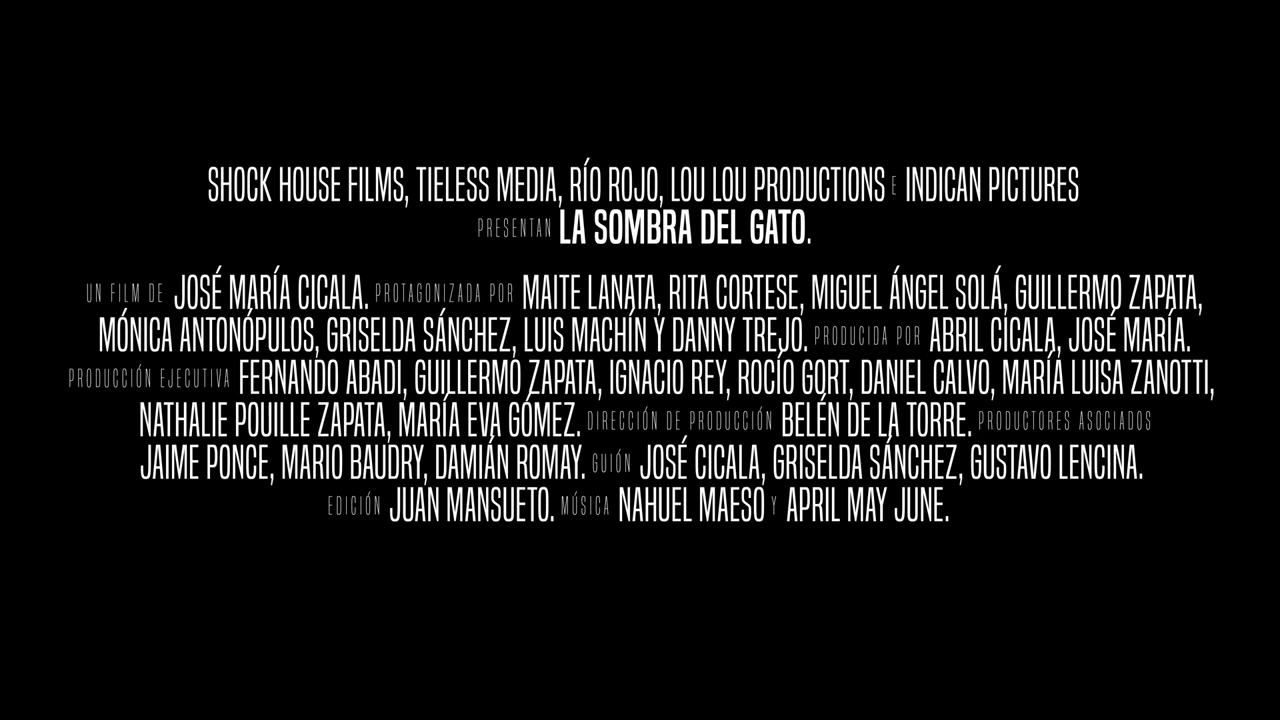 SHOCK HOUSE FILMS, TIELESS MEDIA, RÍO ROJO, LOU LOU PRODUCTIONS E INDICAN PICTURES
PRESENTAN LA SOMBRA DEL GATO.
UN FILM DE JOSÉ MARÍA CICALA. PROTAGONIZADA POR MAITE LANATA, RITA CORTESE, MIGUEL ÁNGEL SOLÁ, GUILLERMO ZAPATA,
MÓNICA ANTONÓPULOS, GRISELDA SÁNCHEZ, LUIS MACHÍN Y DANNY TREJO. PRODUCIDA POR ABRIL CICALA, JOSÉ MARÍA.
PRODUCCIÓN EJECUTIVA FERNANDO ABADI, GUILLERMO ZAPATA, IGNACIO REY, ROCÍO GORT, DANIEL CALVO, MARÍA LUISA ZANOTTI,
NATHALIE POUILLE ZAPATA, MARÍA EVA GÓMEZ. DIRECCIÓN DE PRODUCCIÓN BELÉN DE LA TORRE. PRODUCTORES ASOCIADOS
JAIME PONCE, MARIO BAUDRY, DAMIÁN ROMAY. GUIÓN JOSÉ CICALA, GRISELDA SÁNCHEZ, GUSTAVO LENCINA.
EDICIÓN JUAN MANSUETO. MÚSICA NAHUEL MAESO Y APRIL MAY JUNE.